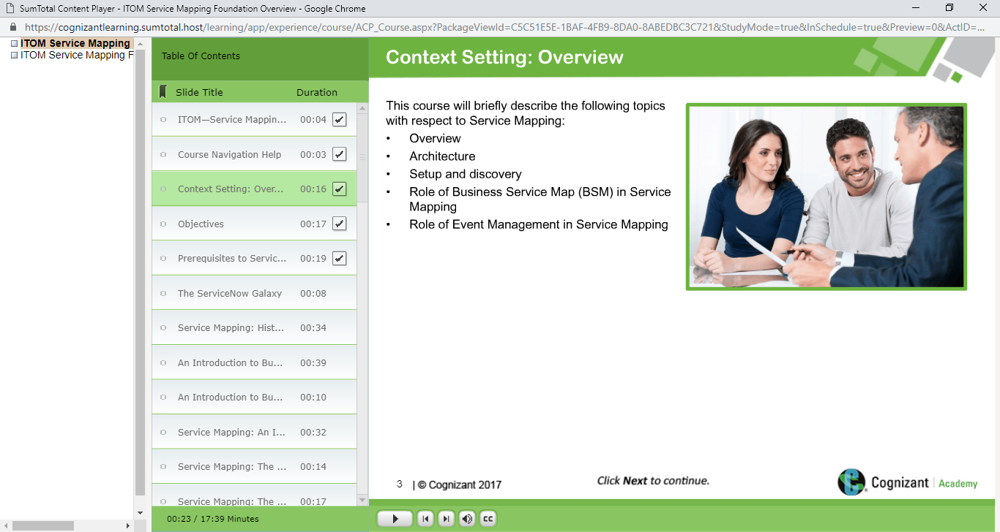 SumTotal Content Player - ITOM Service Mapping Foundation Overview - Google Chrome
https://cognizantlearning.sumtotal.host/learning/app/experience/course/ACP_Course.aspx?PackageViewId=C5C51E5E-1BAF-4FB9-8DA0-8ABEDBC3C721&StudyMode=true&InSchedule=true&Preview=0&ActID=...
ITOM Service Mapping
ITOM Service Mapping F
Table Of Contents
Slide Title Duration
ITOM—Service Mappin... 00:04
Course Navigation Help 00:03
Context Setting: Over... 00:16
Objectives 00:17
Prerequisites to Servic... 00:19
The ServiceNow Galaxy 00:08
Service Mapping: Hist... 00:34
An Introduction to Bu... 00:39
An Introduction to Bu... 00:10
Service Mapping: An I... 00:32
Service Mapping: The ... 00:14
Service Mapping: The ... 00:17
00:23 / 17:39 Minutes
Context Setting: Overview
This course will briefly describe the following topics
with respect to Service Mapping:
• Overview
• Architecture
• Setup and discovery
• Role of Business Service Map (BSM) in Service
Mapping
• Role of Event Management in Service Mapping
3 | © Cognizant 2017
Click Next to continue.
Cognizant | Academy
CC